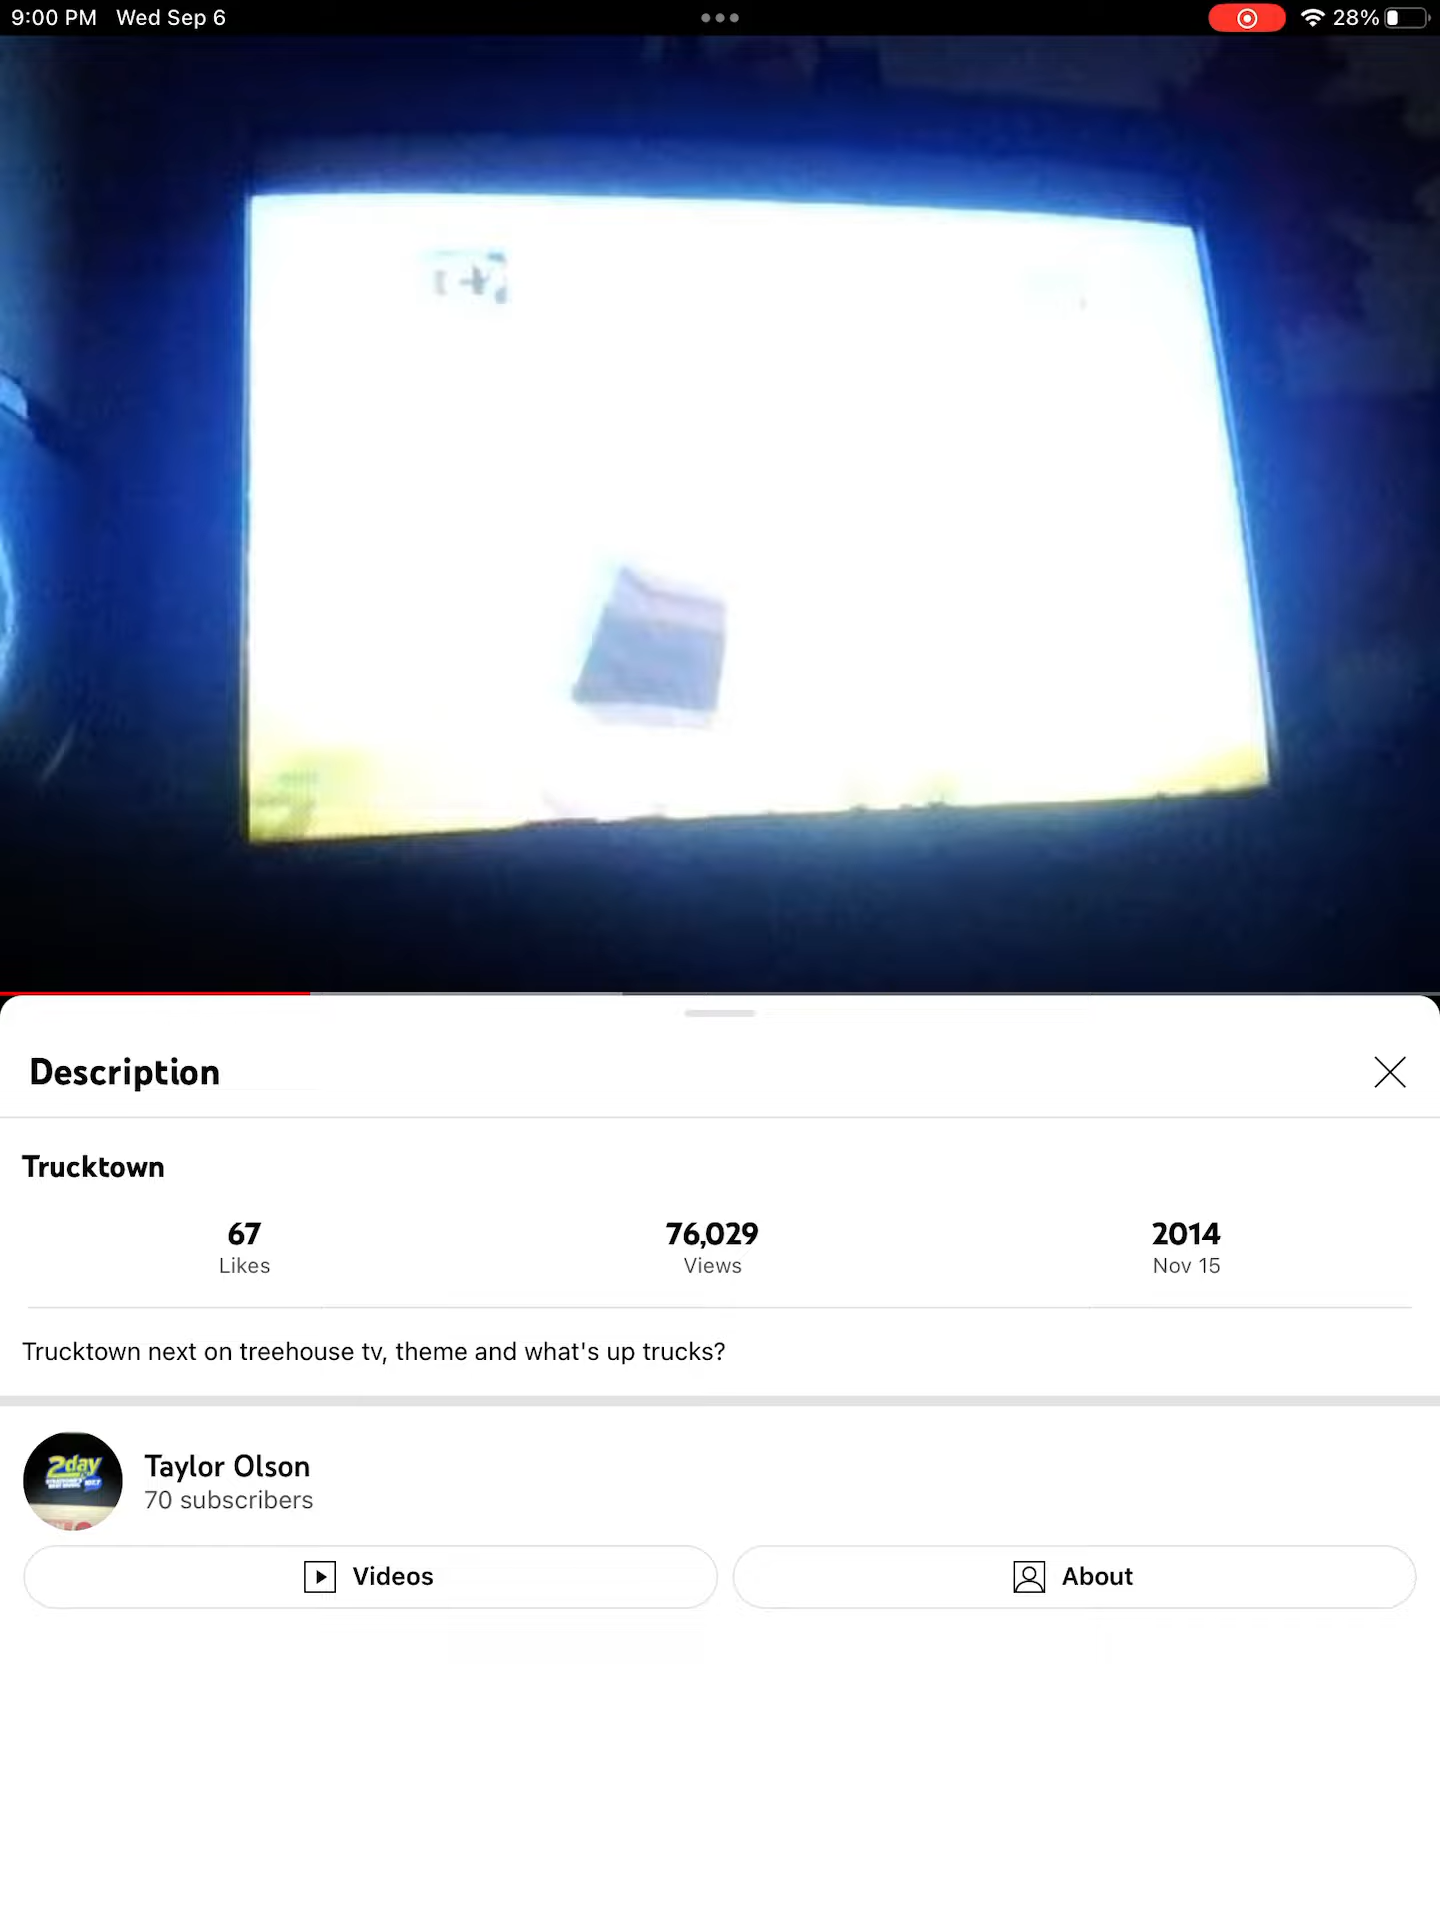 9:00 PM Wed Sep 6
28%
Description
Trucktown
67
Likes
76,029
Views
2014
Nov 15
Trucktown next on treehouse tv, theme and what's up trucks?
2day
Taylor Olson
70 subscribers
Videos
About